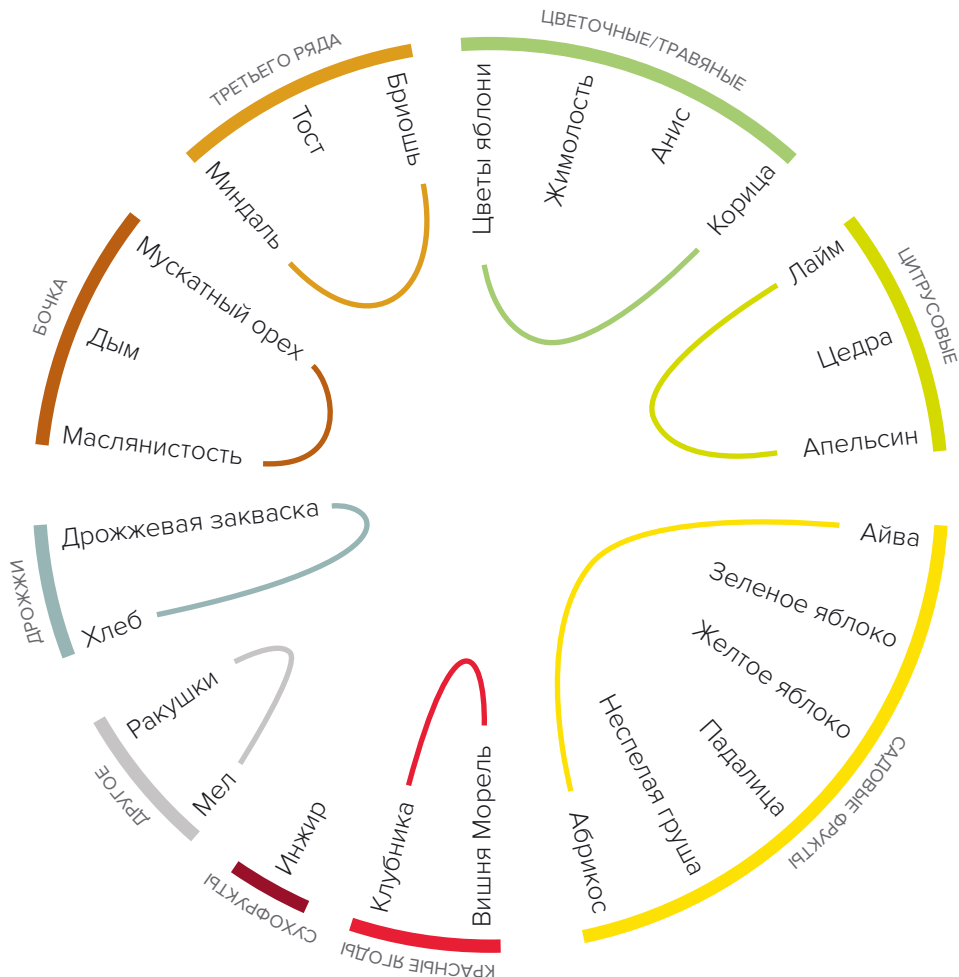 ЦВЕТОЧНЫЕ/ТРАВЯНЫЕ
Цветы яблони
Жимолость
Анис
Корица
ЦИТРУСОВЫЕ
Лайм
Цедра
Апельсин
САДОВЫЕ ФРУКТЫ
Айва
Зеленое яблоко
Желтое яблоко
Падалица
Неспелая груша
Абрикос
КРАСНЫЕ ЯГОДЫ
Вишня Морель
Клубника
СУХОФРУКТЫ
Инжир
ДРУГОЕ
Мел
Ракушки
ДРОЖЖИ
Хлеб
Дрожжевая закваска
БОЧКА
Маслянистость
Дым
Мускатный орех
ТРЕТЬЕГО РЯДА
Миндаль
Тост
Бриошь